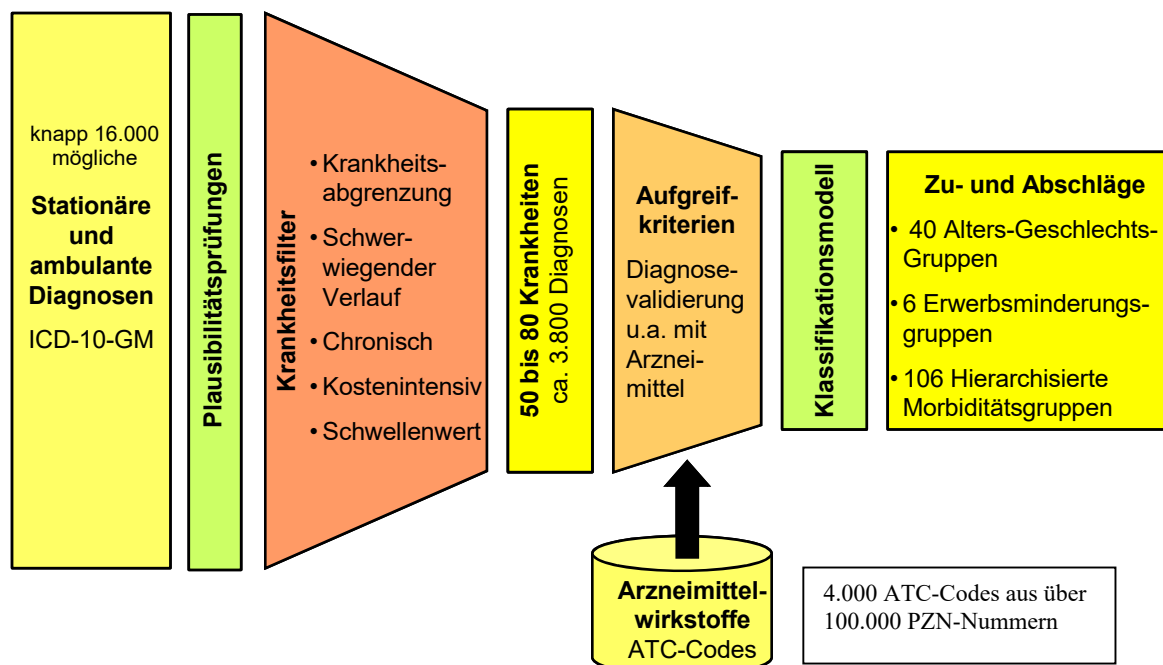 knapp 16.000
mögliche
Stationäre
und
ambulante
Diagnosen
ICD-10-GM
Plausibilitätsprüfungen
Krankheitsfilter
• Krankheits-
abgrenzung
• Schwer-
wiegender
Verlauf
• Chronisch
• Kostenintensiv
• Schwellenwert
50 bis 80 Krankheiten
ca. 3.800 Diagnosen
Aufgreif-
kriterien
Diagnose-
validierung
u.a. mit
Arznei-
mittel
Klassifikationsmodell
Zu- und Abschläge
• 40 Alters-Geschlechts-
Gruppen
• 6 Erwerbsminderungs-
gruppen
• 106 Hierarchisierte
Morbiditätsgruppen
Arzneimittel-
wirkstoffe
ATC-Codes
4.000 ATC-Codes aus über
100.000 PZN-Nummern